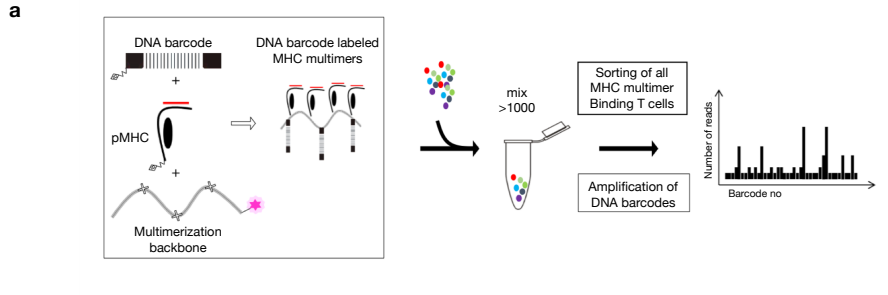 a
DNA barcode
+
pMHC
+
Multimerization
backbone
DNA barcode labeled
MHC multimers
mix
>1000
Sorting of all
MHC multimer
Binding T cells
Amplification of
DNA barcodes
Number of reads
Barcode no